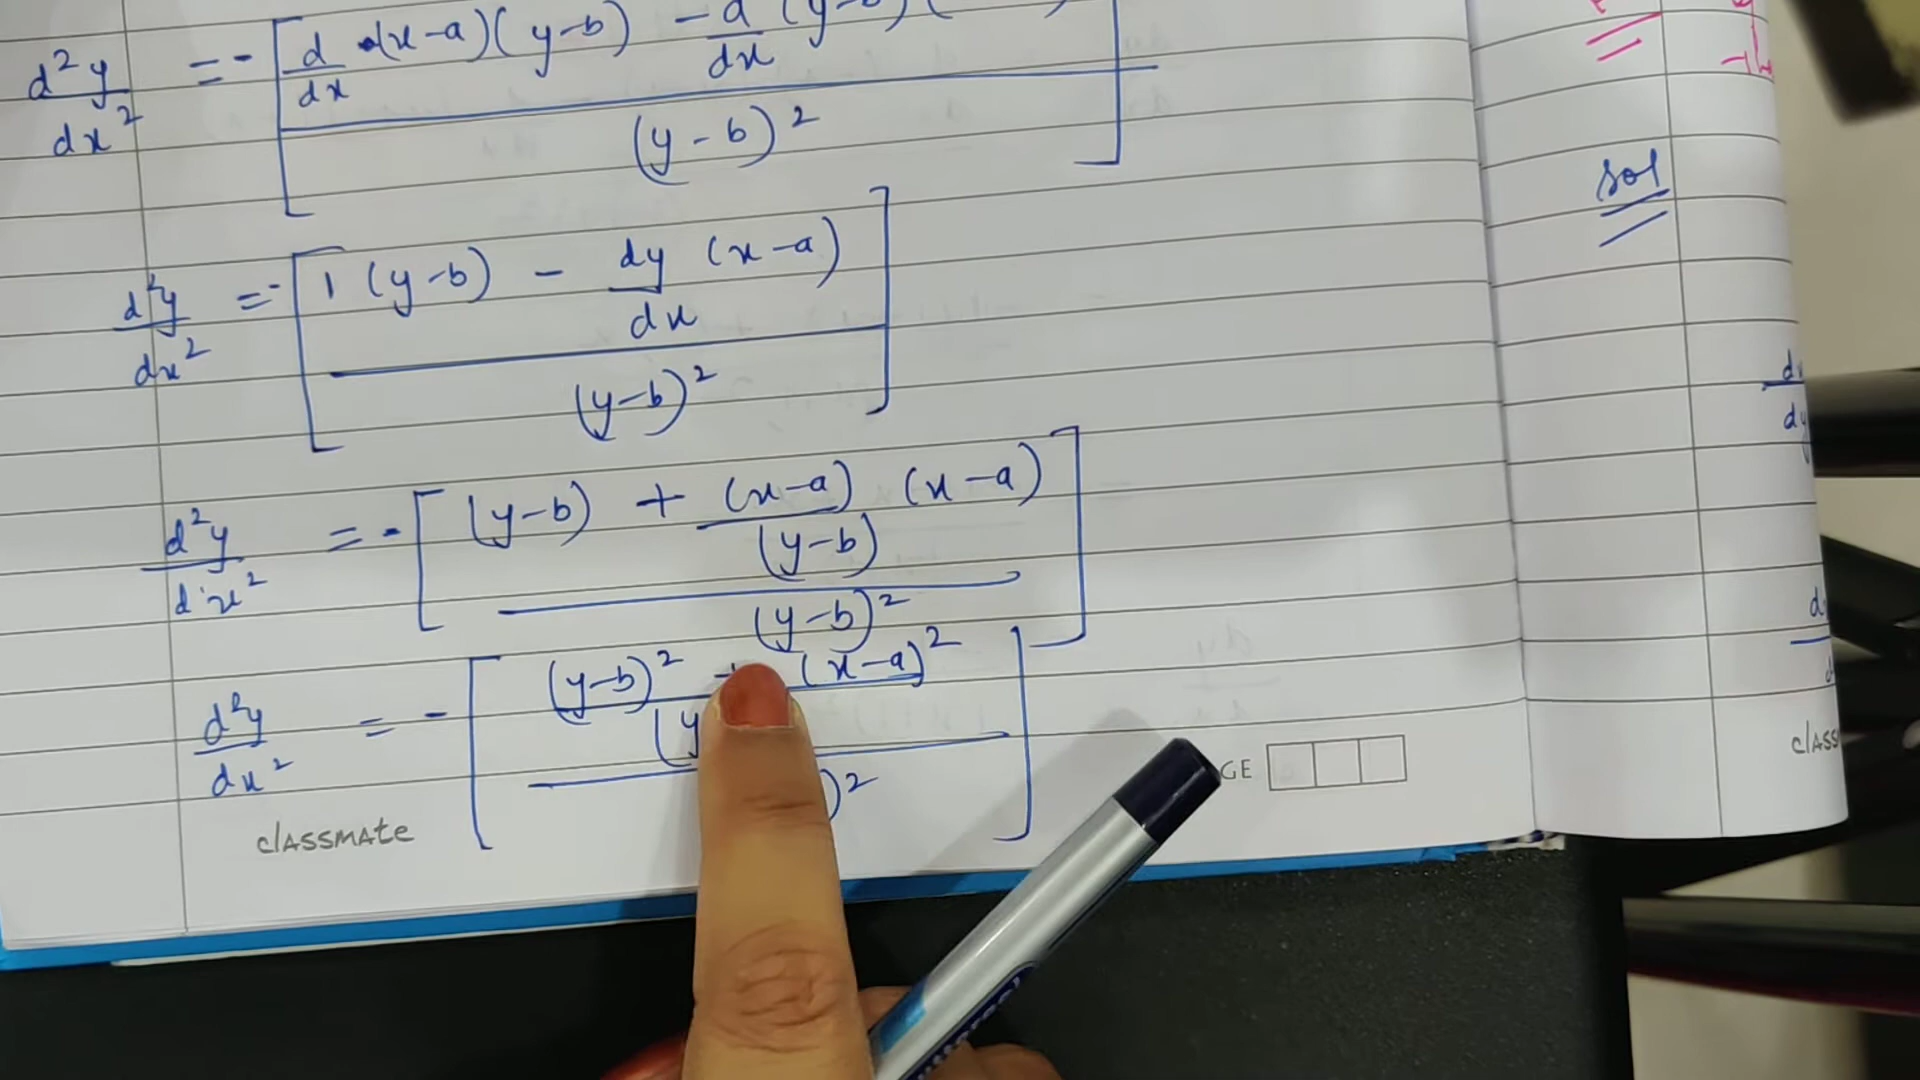 d²y/dx² = - [ d/dx (x-a)(y-b) - d/dx (y-b)( / (y-b)² ]
d²y/dx² = - [ 1 (y-b) - dy/dx (x-a) / (y-b)² ]
d²y/dx² = - [ (y-b) + (x-a)/(y-b) (x-a) / (y-b)² ]
d²y/dx² = - [ (y-b)² + (x-a)² / (y / )² ]
classmate
GE
sol
d
dy
d
class